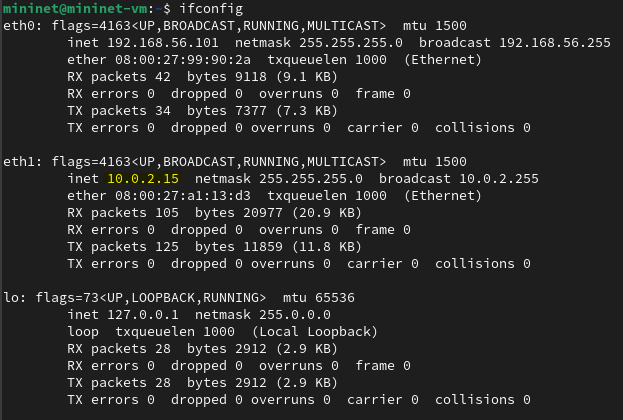 mininet@mininet-vm:~$ ifconfig
eth0: flags=4163<UP,BROADCAST,RUNNING,MULTICAST>  mtu 1500
        inet 192.168.56.101  netmask 255.255.255.0  broadcast 192.168.56.255
        ether 08:00:27:99:90:2a  txqueuelen 1000  (Ethernet)
        RX packets 42  bytes 9118 (9.1 KB)
        RX errors 0  dropped 0  overruns 0  frame 0
        TX packets 34  bytes 7377 (7.3 KB)
        TX errors 0  dropped 0 overruns 0  carrier 0  collisions 0

eth1: flags=4163<UP,BROADCAST,RUNNING,MULTICAST>  mtu 1500
        inet 10.0.2.15  netmask 255.255.255.0  broadcast 10.0.2.255
        ether 08:00:27:a1:13:d3  txqueuelen 1000  (Ethernet)
        RX packets 105  bytes 20977 (20.9 KB)
        RX errors 0  dropped 0  overruns 0  frame 0
        TX packets 125  bytes 11859 (11.8 KB)
        TX errors 0  dropped 0 overruns 0  carrier 0  collisions 0

lo: flags=73<UP,LOOPBACK,RUNNING>  mtu 65536
        inet 127.0.0.1  netmask 255.0.0.0
        loop  txqueuelen 1000  (Local Loopback)
        RX packets 28  bytes 2912 (2.9 KB)
        RX errors 0  dropped 0  overruns 0  frame 0
        TX packets 28  bytes 2912 (2.9 KB)
        TX errors 0  dropped 0 overruns 0  carrier 0  collisions 0